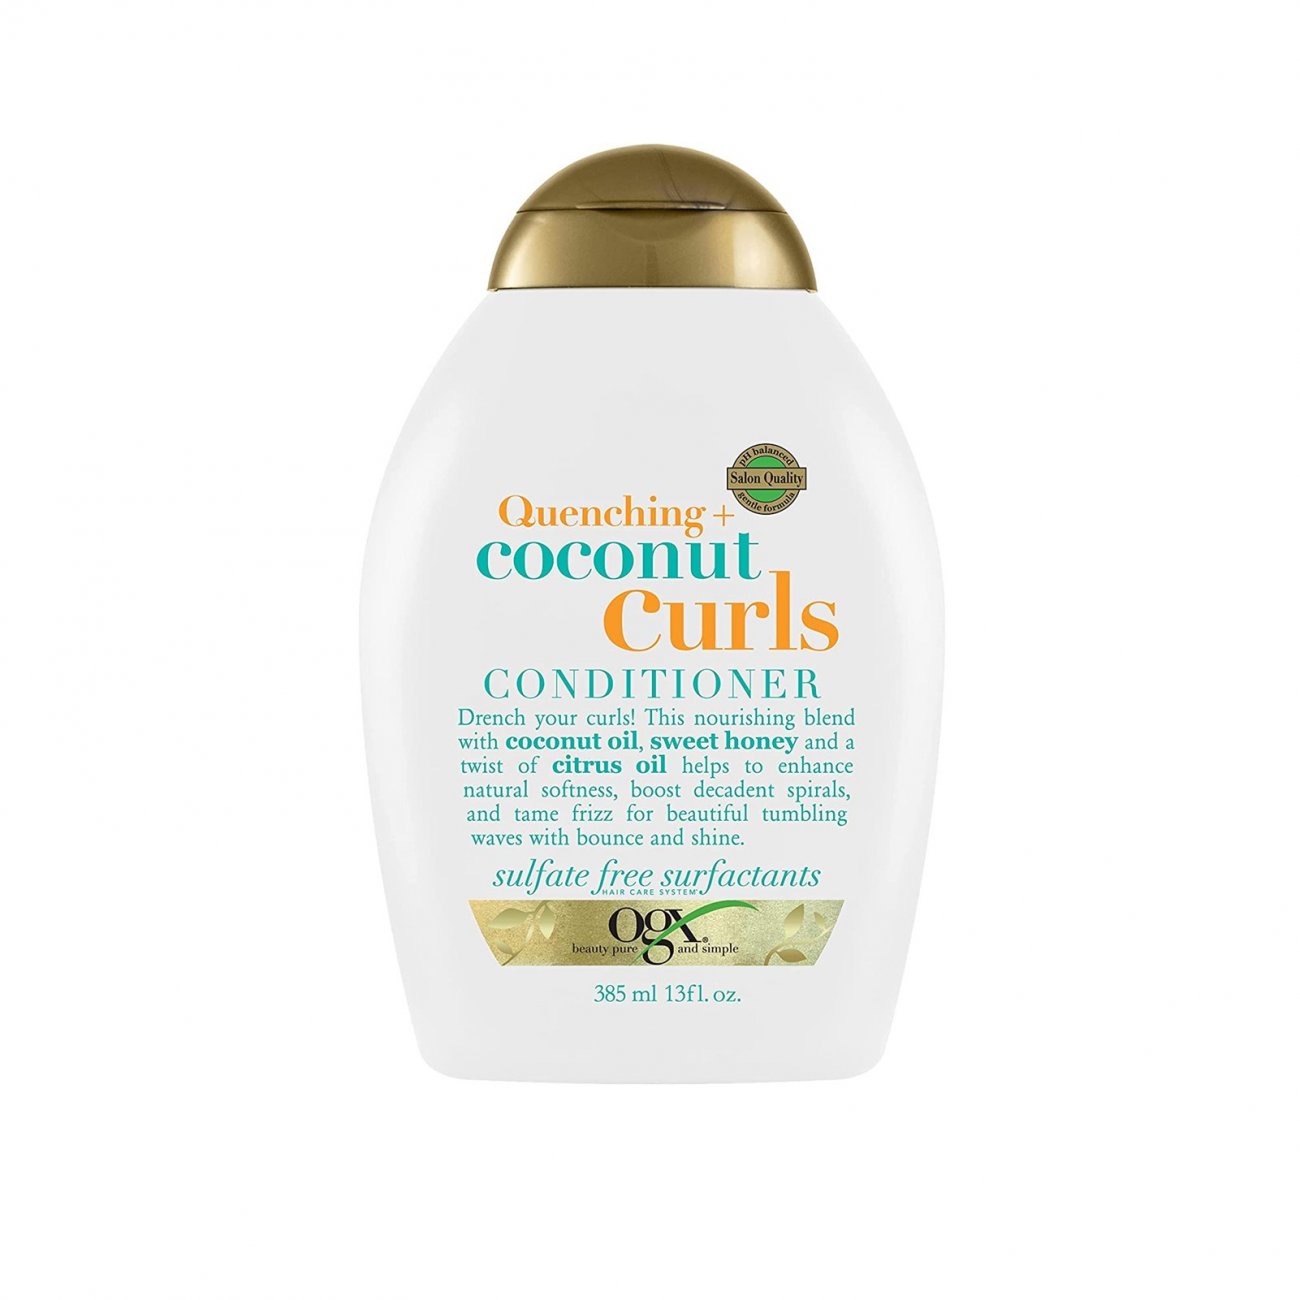 pH balanced
Salon Quality
gentle formula
Quenching +
coconut
curls
CONDITIONER
Drench your curls! This nourishing blend
with coconut oil, sweet honey and a
twist of citrus oil helps to enhance
natural softness, boost decadent spirals,
and tame frizz for beautiful tumbling
waves with bounce and shine.
sulfate free surfactants
HAIR CARE SYSTEM
ogx®
beauty pure and simple
385 ml 13fl. oz.